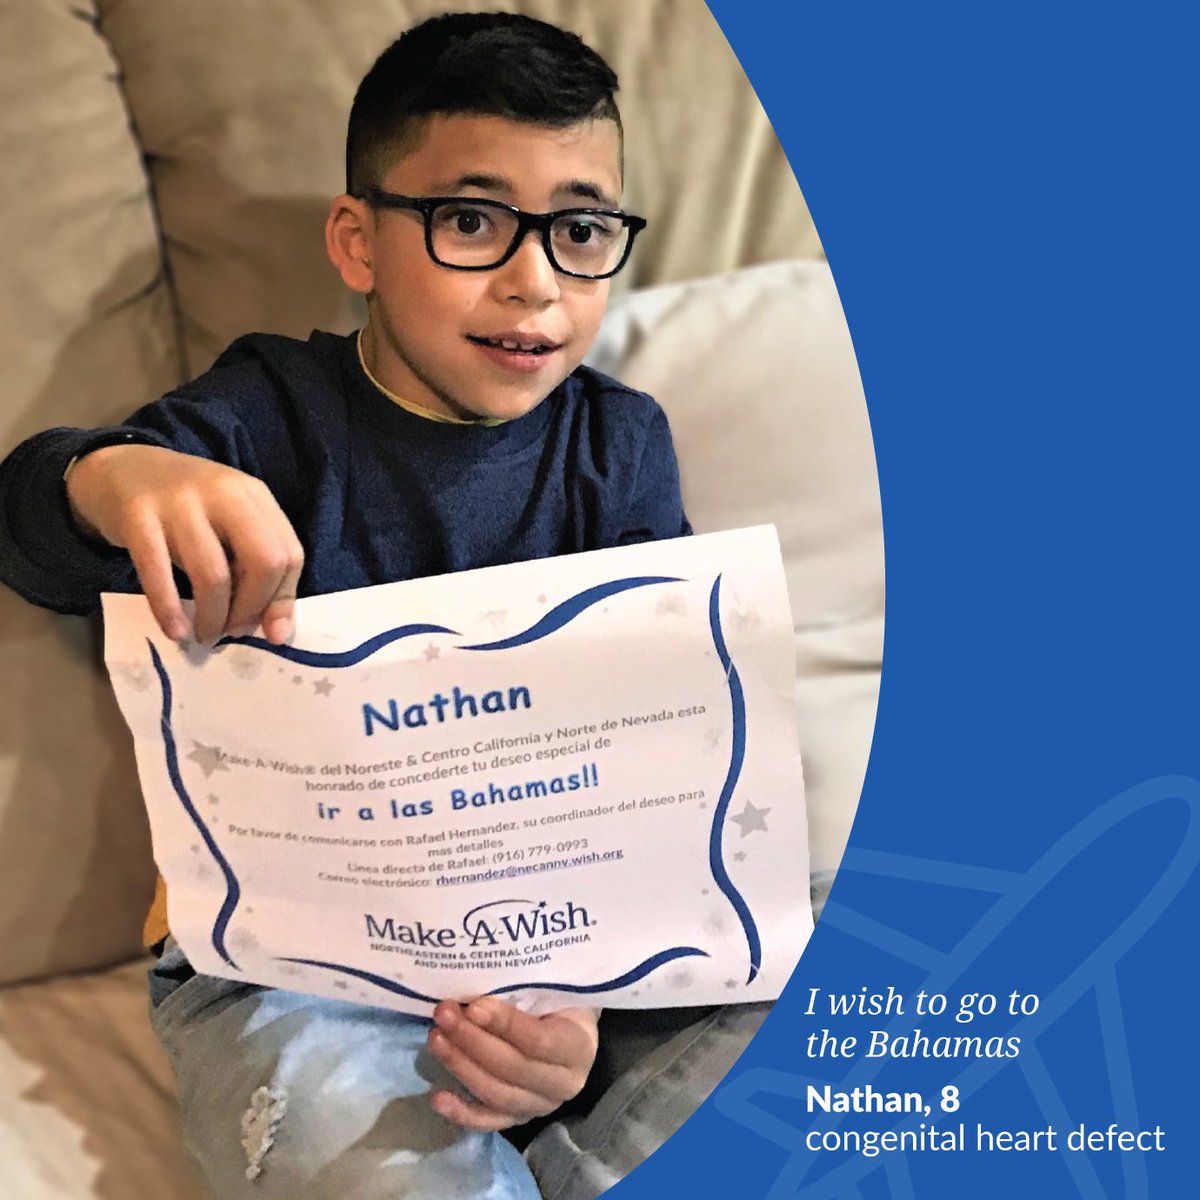 Nathan
Make-A-Wish® del Noreste & Centro California y Norte de Nevada esta
honrado de concederte tu deseo especial de
ir a las Bahamas!!
Por favor de comunicarse con Rafael Hernandez, su coordinador del deseo para
mas detalles
Linea directa de Rafael: (916) 779-0993
Correo electrónico: rhernandez@necannv.wish.org
Make-A-Wish®
NORTHEASTERN & CENTRAL CALIFORNIA
AND NORTHERN NEVADA
I wish to go to
the Bahamas
Nathan, 8
congenital heart defect